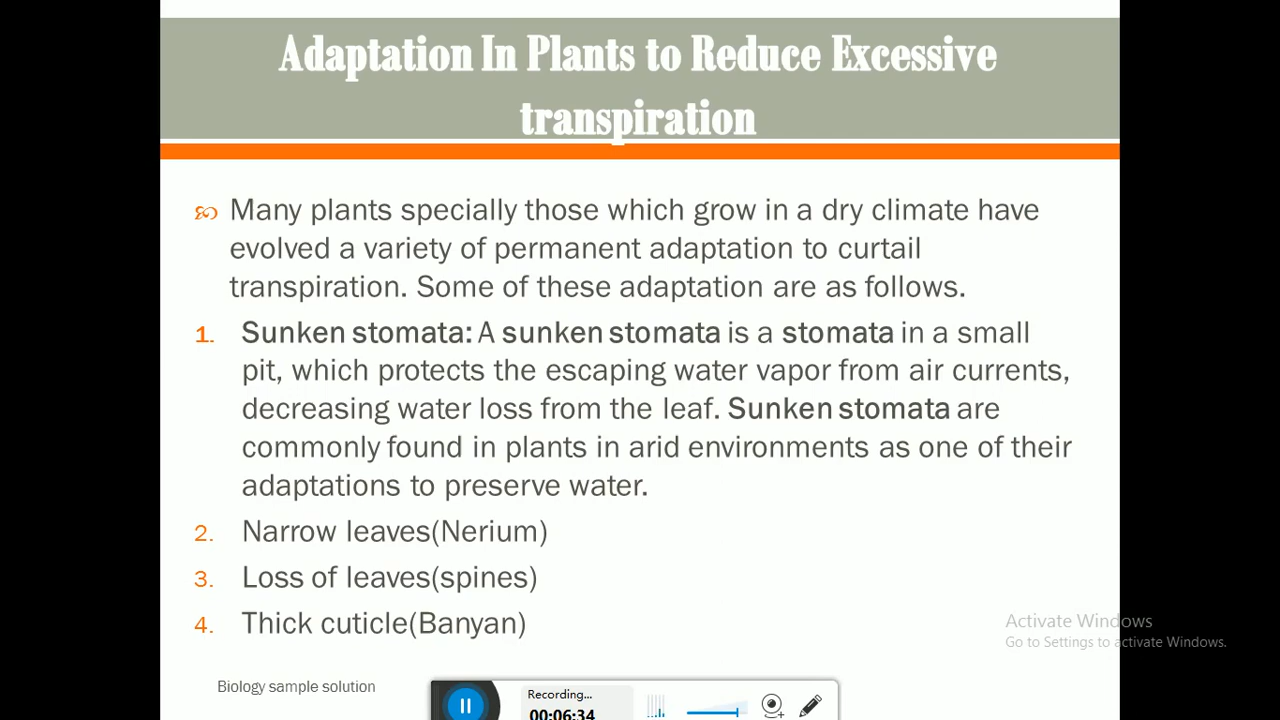 Adaptation In Plants to Reduce Excessive
transpiration
Many plants specially those which grow in a dry climate have
evolved a variety of permanent adaptation to curtail
transpiration. Some of these adaptation are as follows.
1. Sunken stomata: A sunken stomata is a stomata in a small
pit, which protects the escaping water vapor from air currents,
decreasing water loss from the leaf. Sunken stomata are
commonly found in plants in arid environments as one of their
adaptations to preserve water.
2. Narrow leaves(Nerium)
3. Loss of leaves(spines)
4. Thick cuticle(Banyan)
Activate Windows
Go to Settings to activate Windows.
Biology sample solution
Recording...
00:06:34